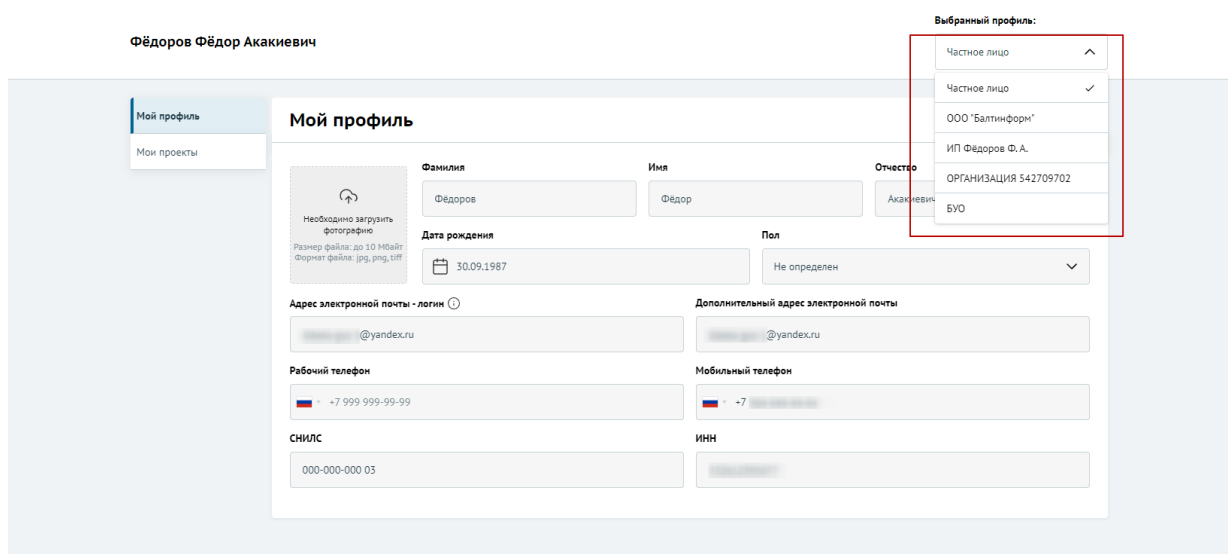 Выбранный профиль:
Фёдоров Фёдор Акакиевич
Частное лицо
Частное лицо
ООО "Балтинформ"
ИП Фёдоров Ф. А.
ОРГАНИЗАЦИЯ 542709702
БУО
Мой профиль
Мои проекты
Мой профиль
Необходимо загрузить
фотографию
Размер файла: до 10 Мбайт
Формат файла: jpg, png, tiff
Фамилия Имя Отчество
Фёдоров Фёдор Акакиевич
Дата рождения Пол
30.09.1987 Не определен
Адрес электронной почты - логин Дополнительный адрес электронной почты
@yandex.ru @yandex.ru
Рабочий телефон Мобильный телефон
+7 999 999-99-99 +7
СНИЛС ИНН
000-000-000 03